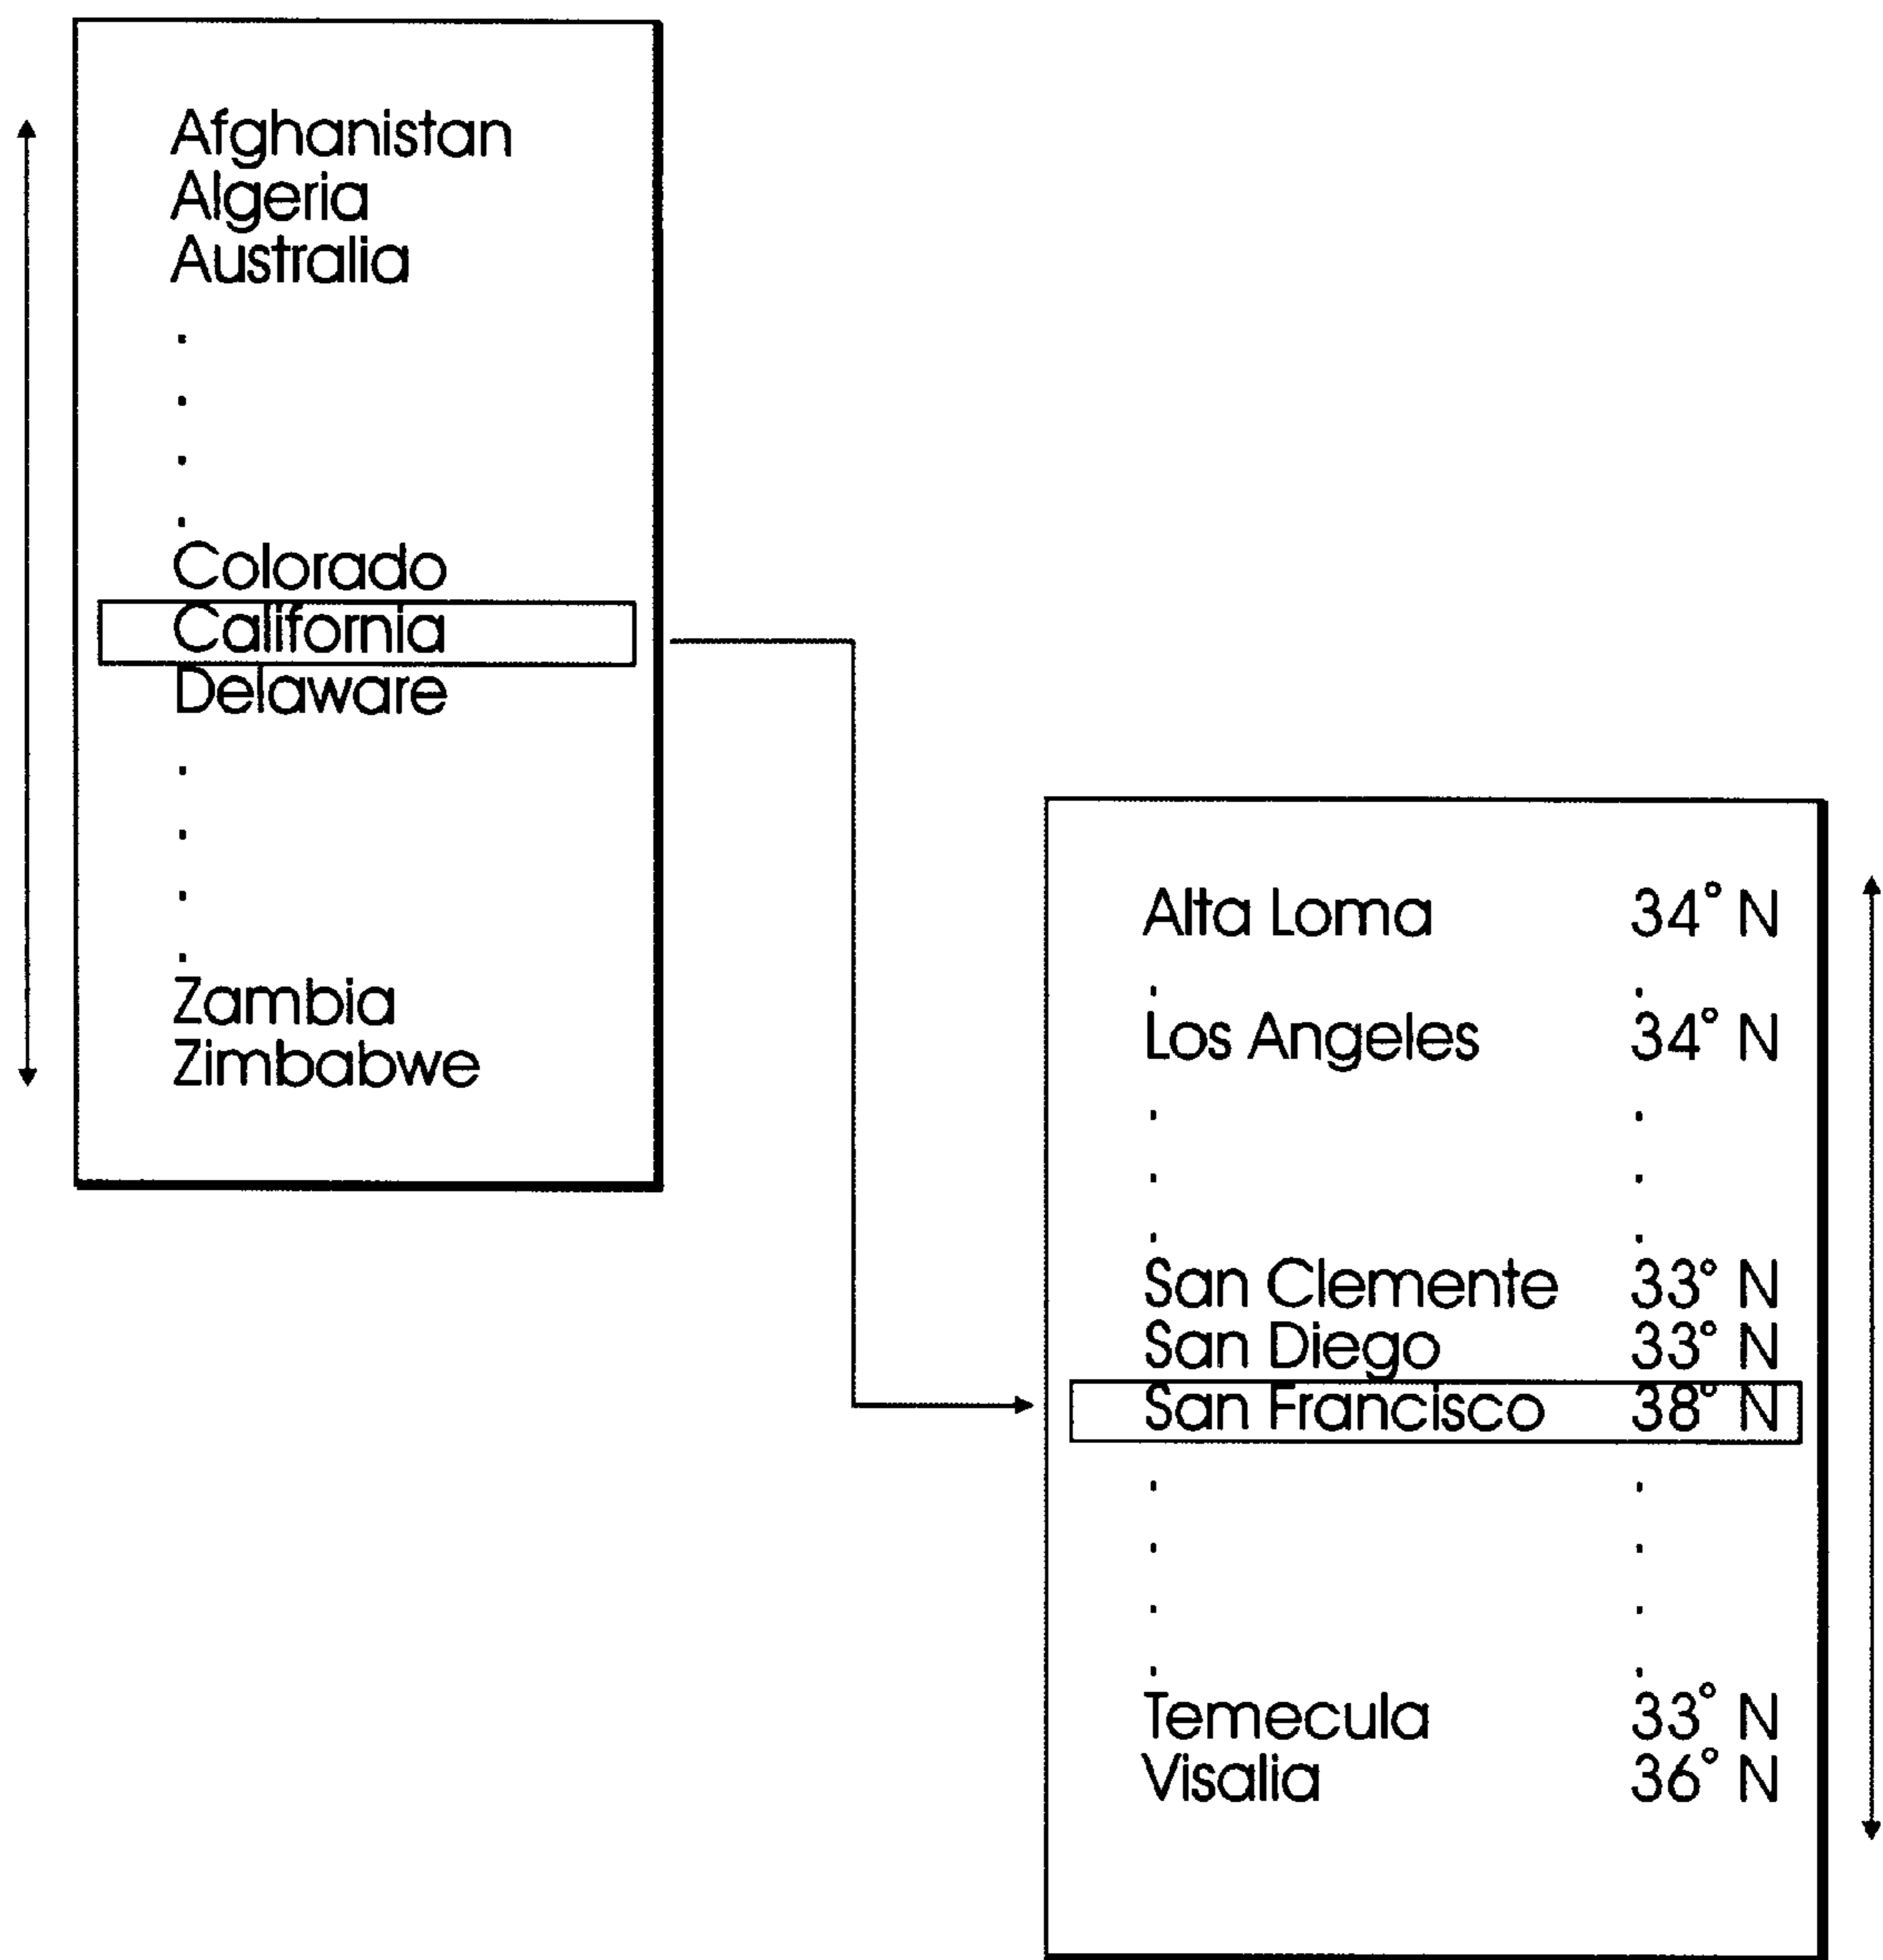 Afghanistan
Algeria
Australia
.
.
.
.
Colorado
California
Delaware
.
.
.
.
Zambia
Zimbabwe
Alta Loma 34° N
. .
Los Angeles 34° N
. .
. .
. .
San Clemente 33° N
San Diego 33° N
San Francisco 38° N
. .
. .
. .
. .
Temecula 33° N
Visalia 36° N